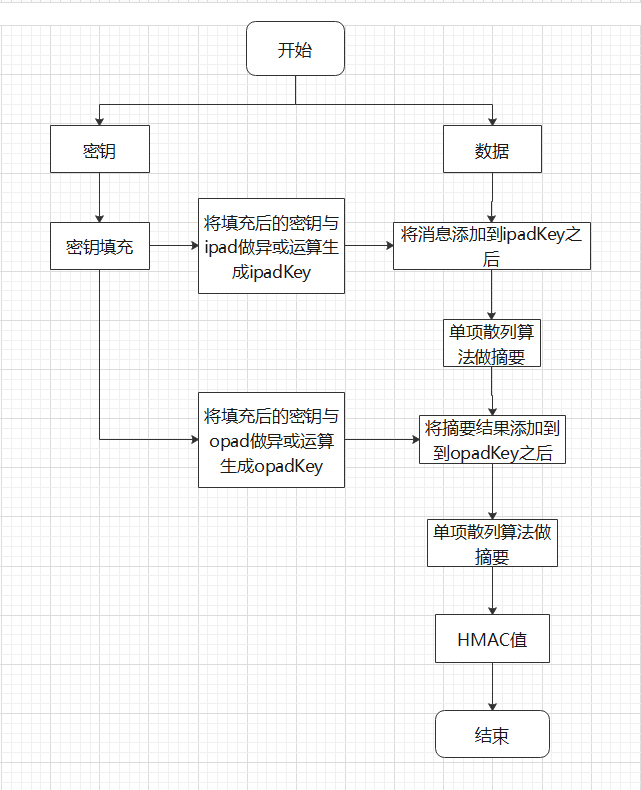 开始
密钥
数据
密钥填充
将填充后的密钥与
ipad做异或运算生
成ipadKey
将消息添加到ipadKey之
后
单项散列算
法做摘要
将填充后的密钥与
opad做异或运算
生成opadKey
将摘要结果添加到
到opadKey之后
单项散列算法做
摘要
HMAC值
结束